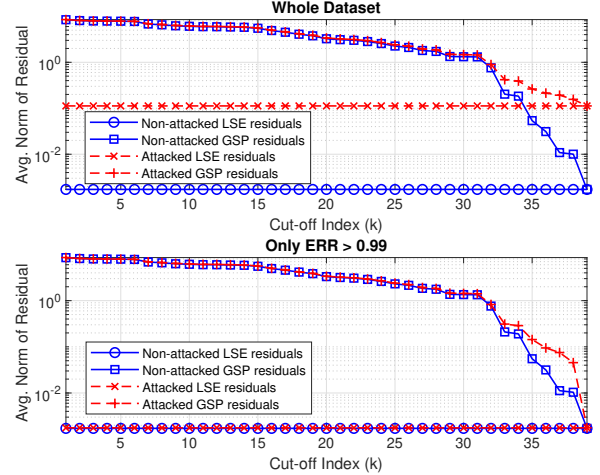 Whole Dataset
Avg. Norm of Residual
10^0
10^-2
Non-attacked LSE residuals
Non-attacked GSP residuals
Attacked LSE residuals
Attacked GSP residuals
5 10 15 20 25 30 35
Cut-off Index (k)
Only ERR > 0.99
Avg. Norm of Residual
10^0
10^-2
Non-attacked LSE residuals
Non-attacked GSP residuals
Attacked LSE residuals
Attacked GSP residuals
5 10 15 20 25 30 35
Cut-off Index (k)